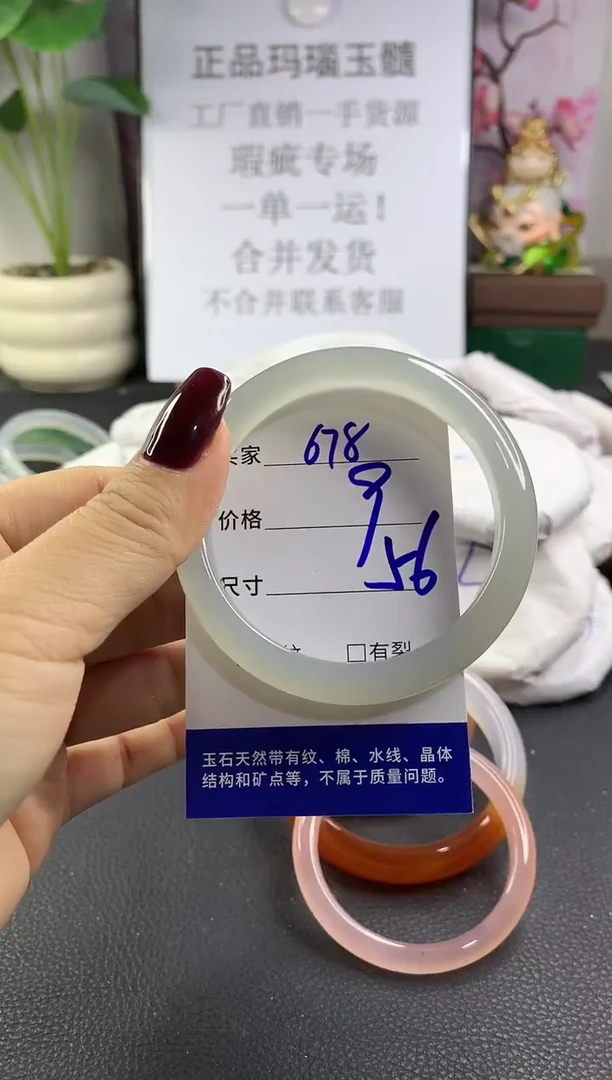 正品玛瑙玉髓
工厂直销一手货源
瑕疵专场
一单一运！
合并发货
不合并联系客服
家 678
价格
尺寸 56
□有裂
玉石天然带有纹、棉、水线、晶体
结构和矿点等，不属于质量问题。